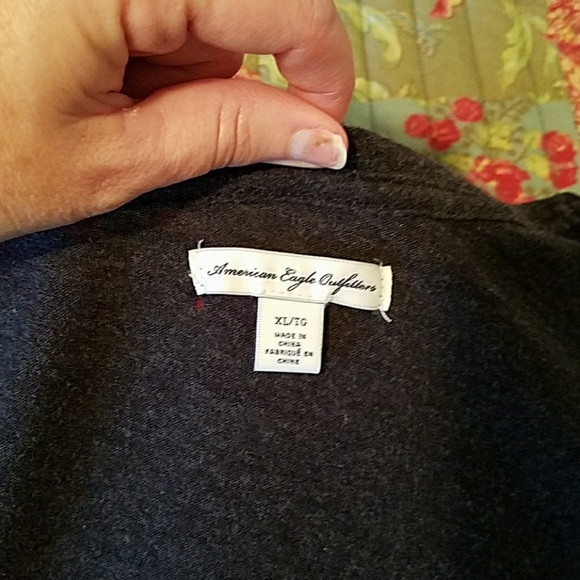 American Eagle Outfitters
XL/TG
MADE IN
CHINA
FABRIQUÉ EN
CHINE